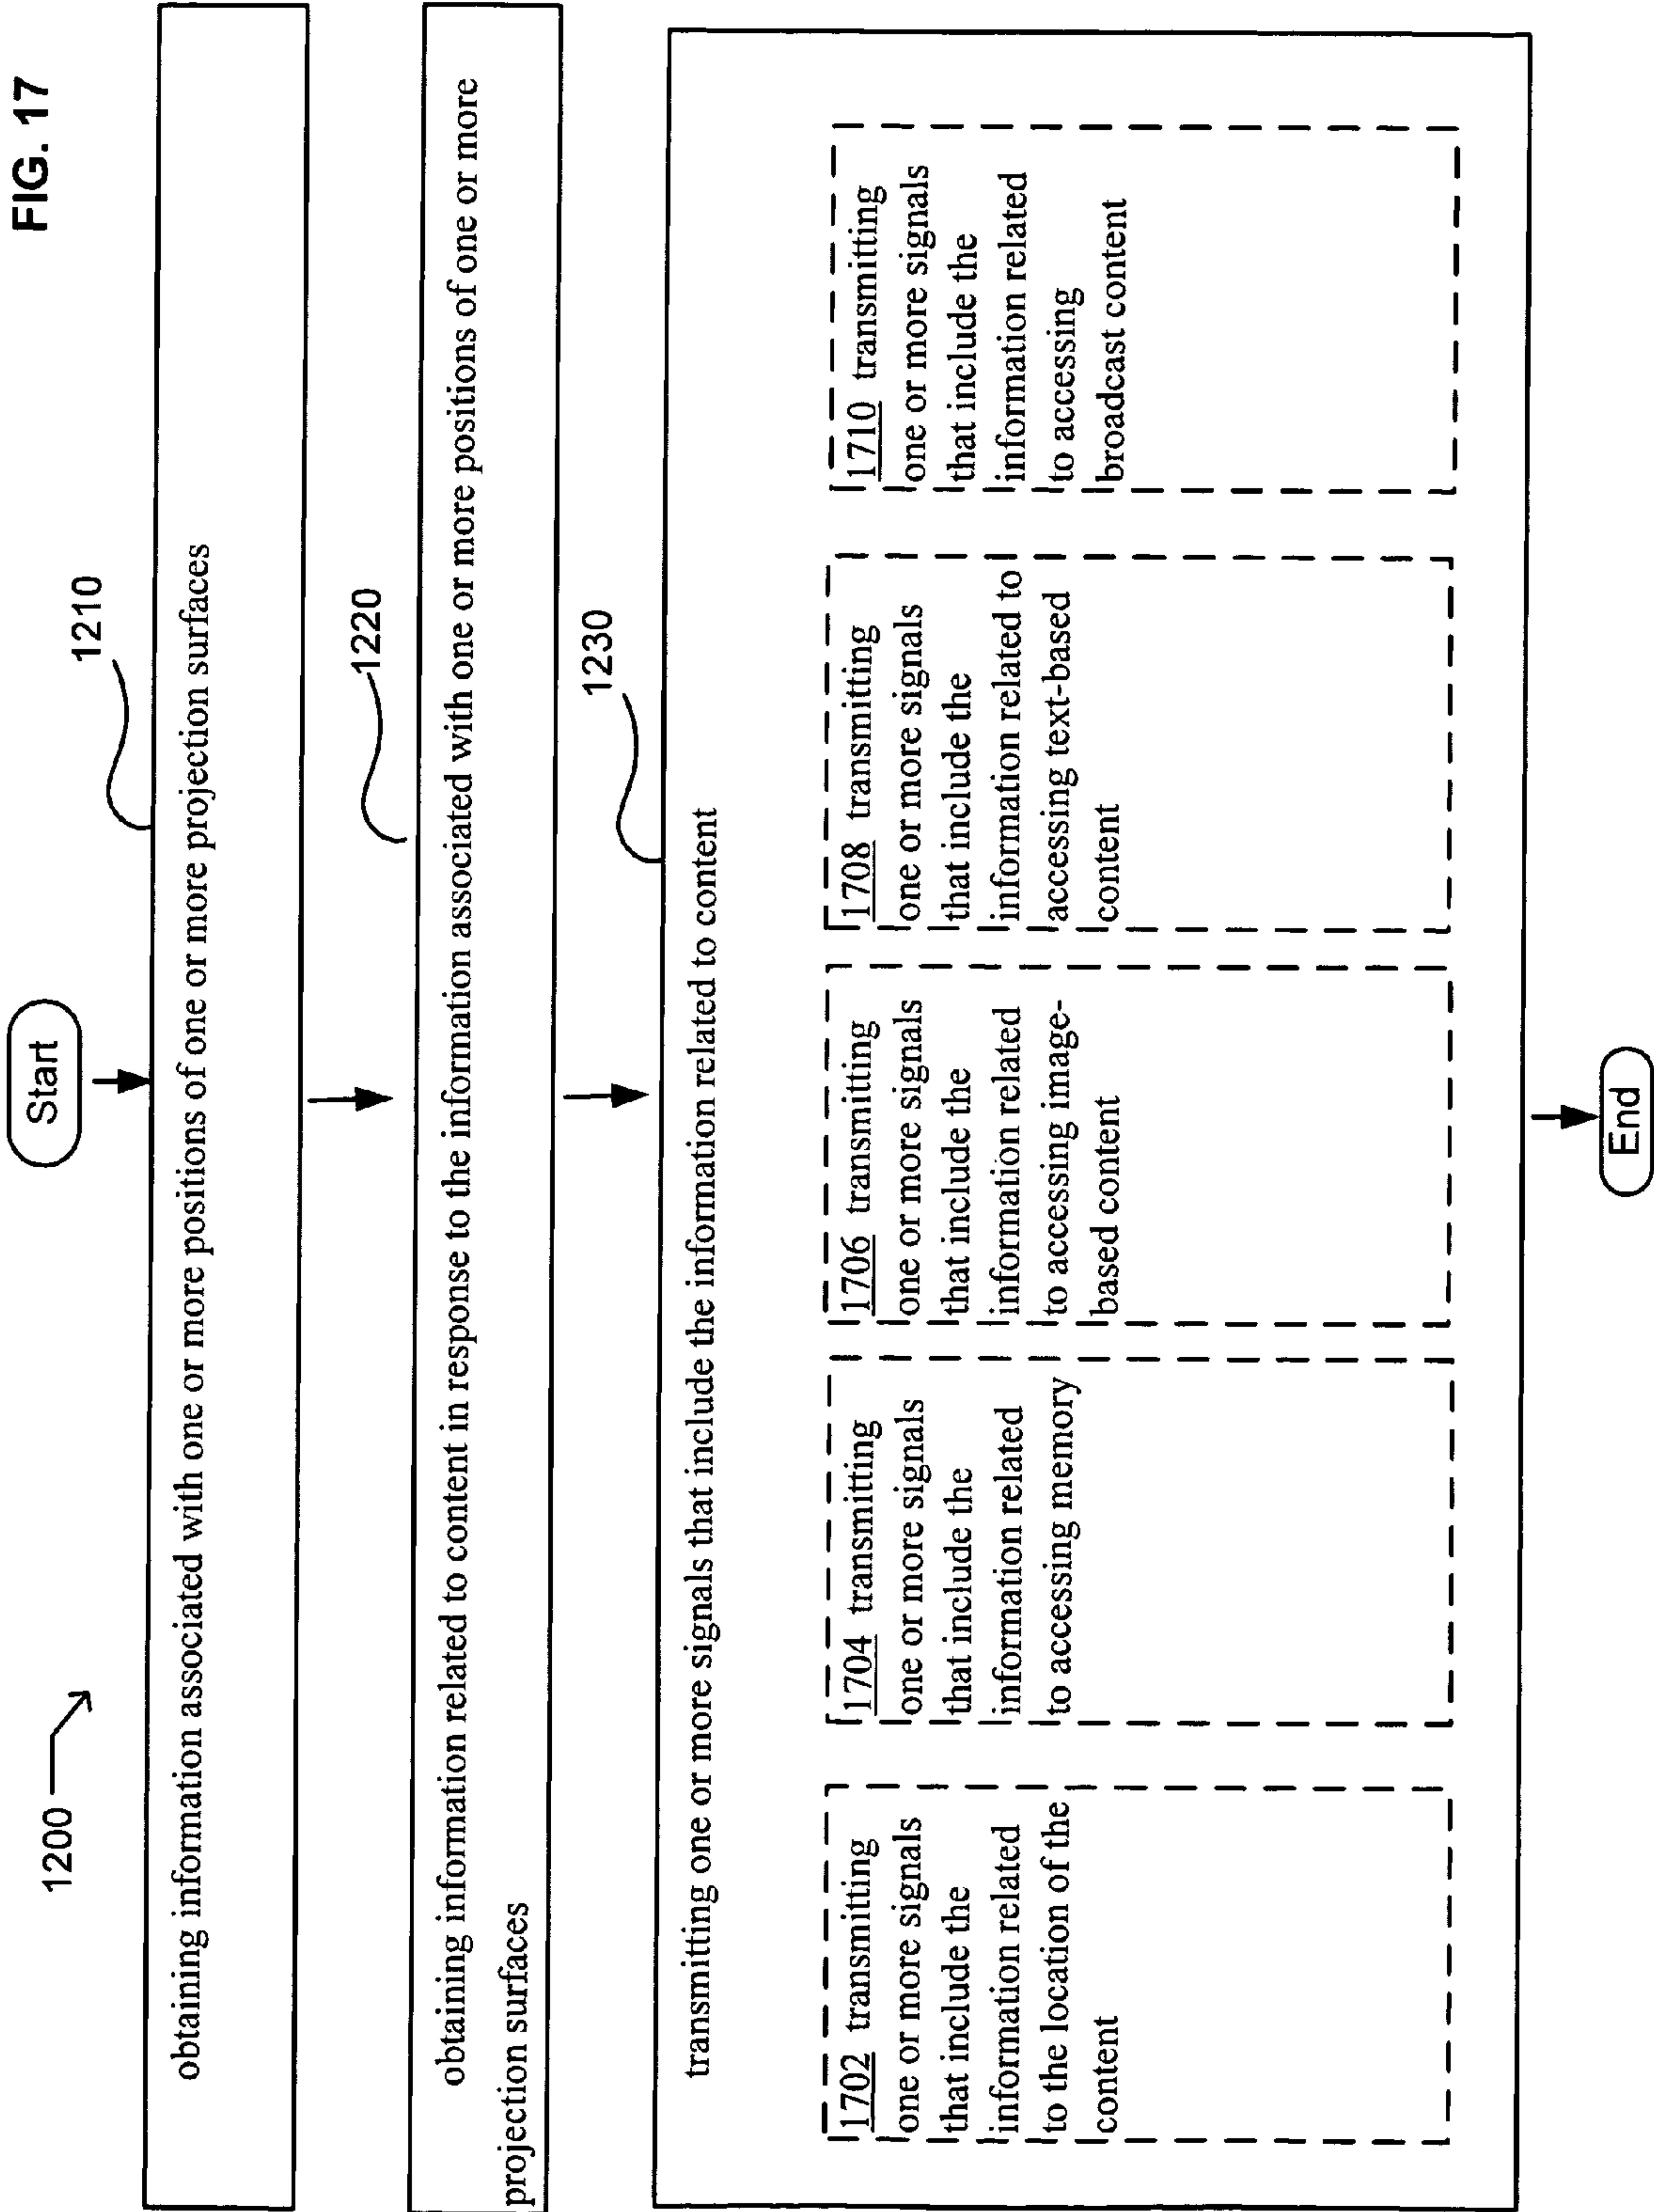 FIG. 17
1200
Start
1210
obtaining information associated with one or more positions of one or more projection surfaces
1220
obtaining information related to content in response to the information associated with one or more positions of one or more
projection surfaces
1230
transmitting one or more signals that include the information related to content
1702 transmitting
one or more signals
that include the
information related
to the location of the
content
1704 transmitting
one or more signals
that include the
information related
to accessing memory
1706 transmitting
one or more signals
that include the
information related
to accessing image-
based content
1708 transmitting
one or more signals
that include the
information related to
accessing text-based
content
1710 transmitting
one or more signals
that include the
information related
to accessing
broadcast content
End